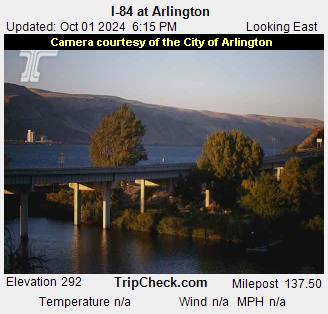 I-84 at Arlington
Updated: Oct 01 2024 6:15 PM Looking East
Camera courtesy of the City of Arlington
Elevation 292 TripCheck.com Milepost 137.50
Temperature n/a Wind n/a MPH n/a